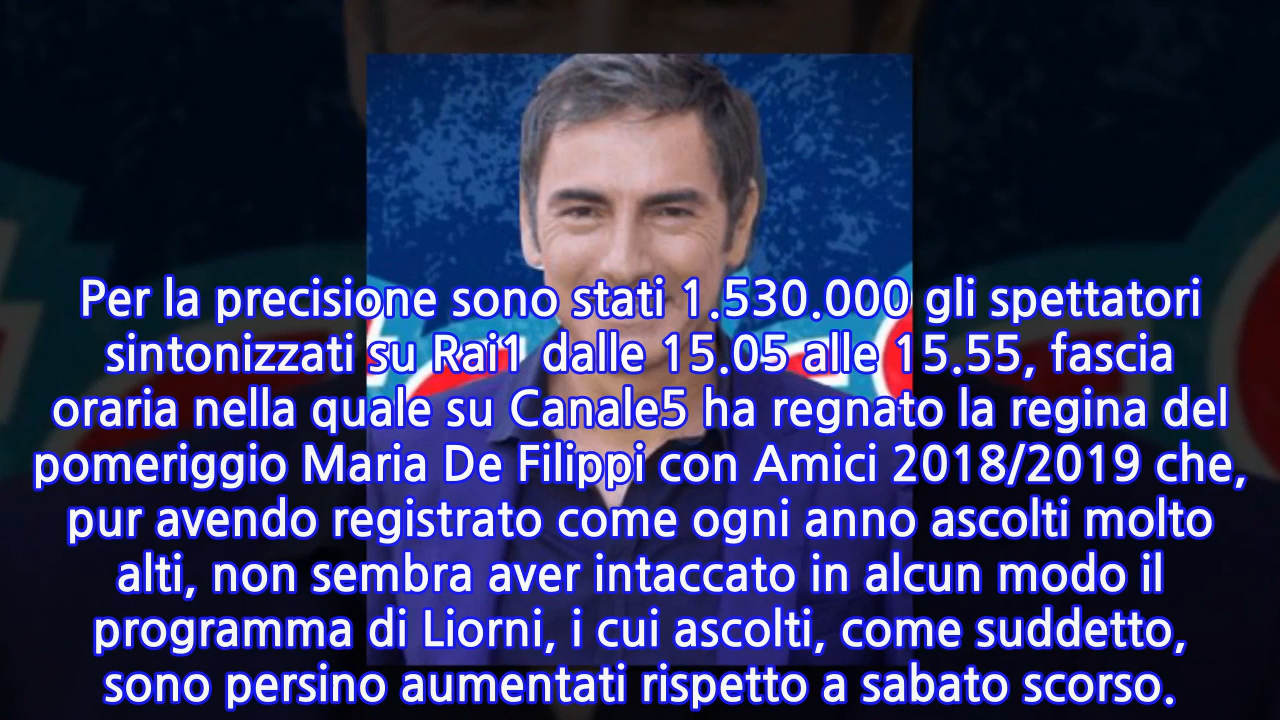 Per la precisione sono stati 1.530.000 gli spettatori
sintonizzati su Rai1 dalle 15.05 alle 15.55, fascia
oraria nella quale su Canale5 ha regnato la regina del
pomeriggio Maria De Filippi con Amici 2018/2019 che,
pur avendo registrato come ogni anno ascolti molto
alti, non sembra aver intaccato in alcun modo il
programma di Liorni, i cui ascolti, come suddetto,
sono persino aumentati rispetto a sabato scorso.